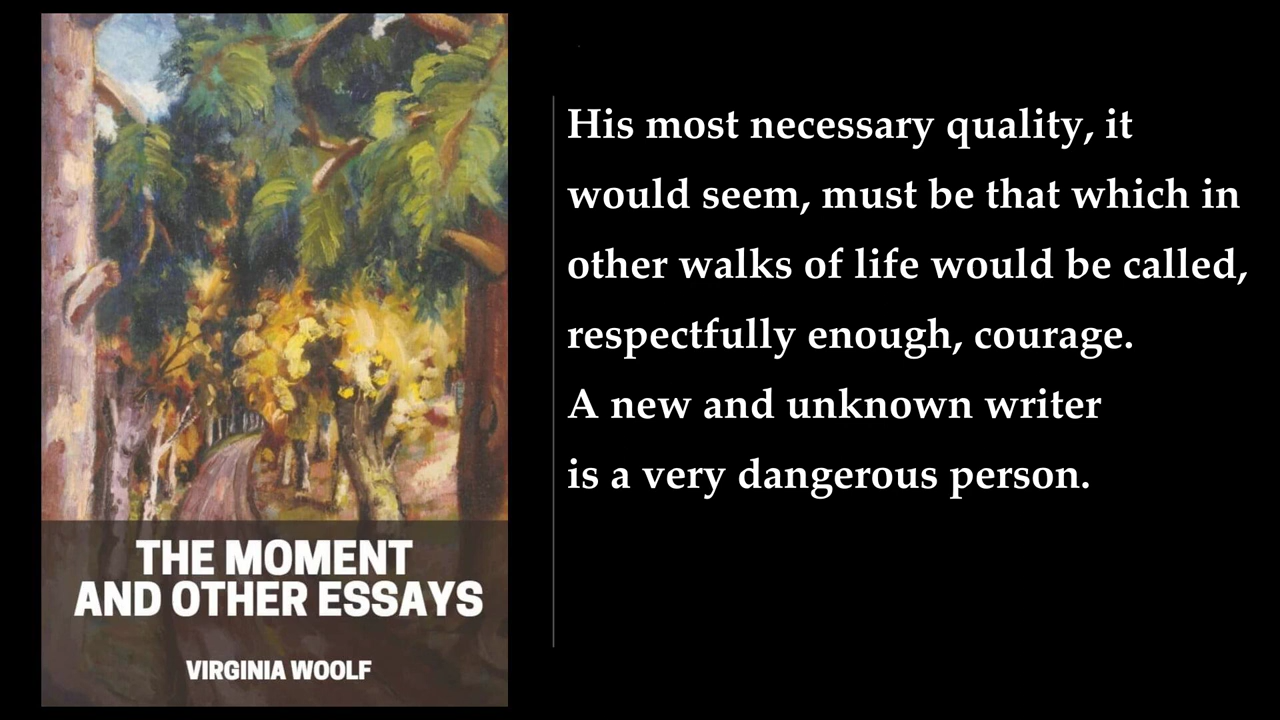 THE MOMENT
AND OTHER ESSAYS
VIRGINIA WOOLF
His most necessary quality, it
would seem, must be that which in
other walks of life would be called,
respectfully enough, courage.
A new and unknown writer
is a very dangerous person.